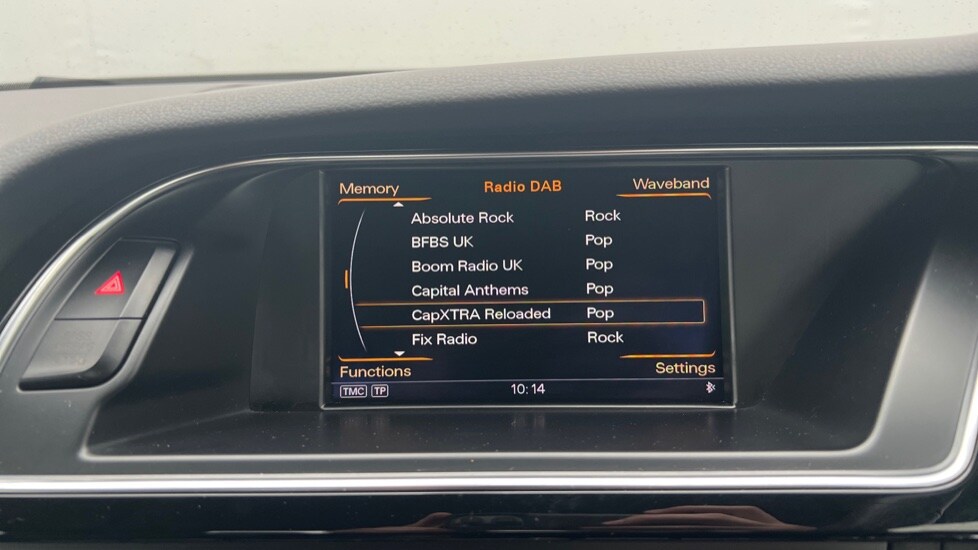 Memory Radio DAB Waveband
Absolute Rock Rock
BFBS UK Pop
Boom Radio UK Pop
Capital Anthems Pop
CapXTRA Reloaded Pop
Fix Radio Rock
Functions Settings
TMC TP 10:14